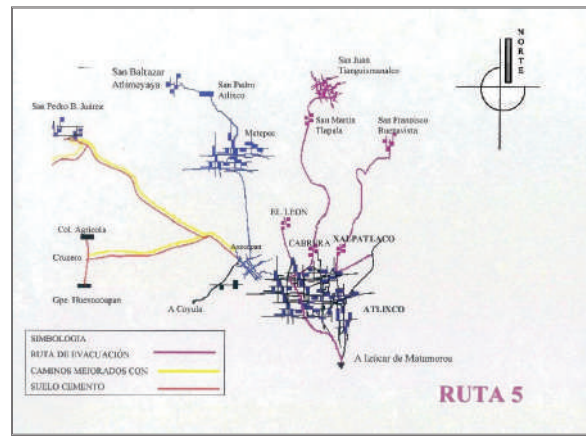 NORTE
San Juan
Tianguismanalco
San Baltazar
Atlimeyaya
San Pedro
Atlixco
San Pedro B. Juárez
San Martín
Tlapala
San Francisco
Buenavista
Metepec
EL LEON
Col. Agrícola
CABRERA
XALPATLACO
Axocopan
Cruzero
Gpe. Huexocoapan
A Coyula
ATLIXCO
SIMBOLOGIA
RUTA DE EVACUACIÓN
CAMINOS MEJORADOS CON
SUELO CEMENTO
A Izúcar de Matamoros
RUTA 5